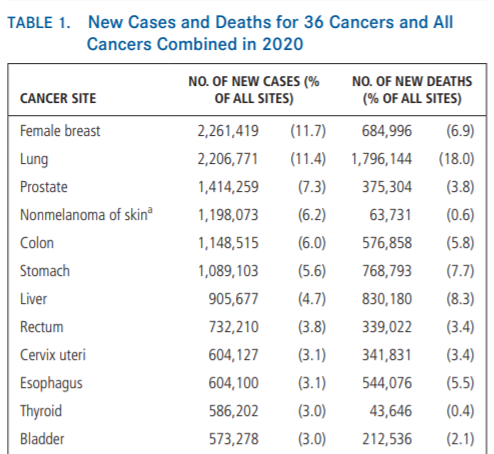 TABLE 1. New Cases and Deaths for 36 Cancers and All
Cancers Combined in 2020
CANCER SITE NO. OF NEW CASES (% OF ALL SITES) NO. OF NEW DEATHS (% OF ALL SITES)
Female breast 2,261,419 (11.7) 684,996 (6.9)
Lung 2,206,771 (11.4) 1,796,144 (18.0)
Prostate 1,414,259 (7.3) 375,304 (3.8)
Nonmelanoma of skinᵃ 1,198,073 (6.2) 63,731 (0.6)
Colon 1,148,515 (6.0) 576,858 (5.8)
Stomach 1,089,103 (5.6) 768,793 (7.7)
Liver 905,677 (4.7) 830,180 (8.3)
Rectum 732,210 (3.8) 339,022 (3.4)
Cervix uteri 604,127 (3.1) 341,831 (3.4)
Esophagus 604,100 (3.1) 544,076 (5.5)
Thyroid 586,202 (3.0) 43,646 (0.4)
Bladder 573,278 (3.0) 212,536 (2.1)